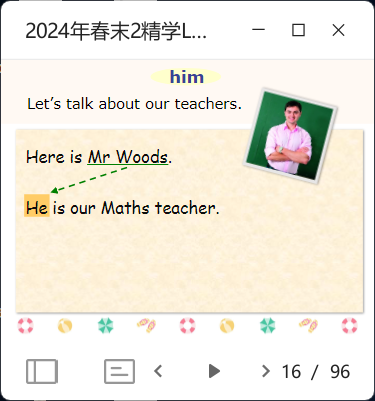 2024年春末2精学L...
him
Let's talk about our teachers.
Here is Mr Woods.
He is our Maths teacher.
16 / 96